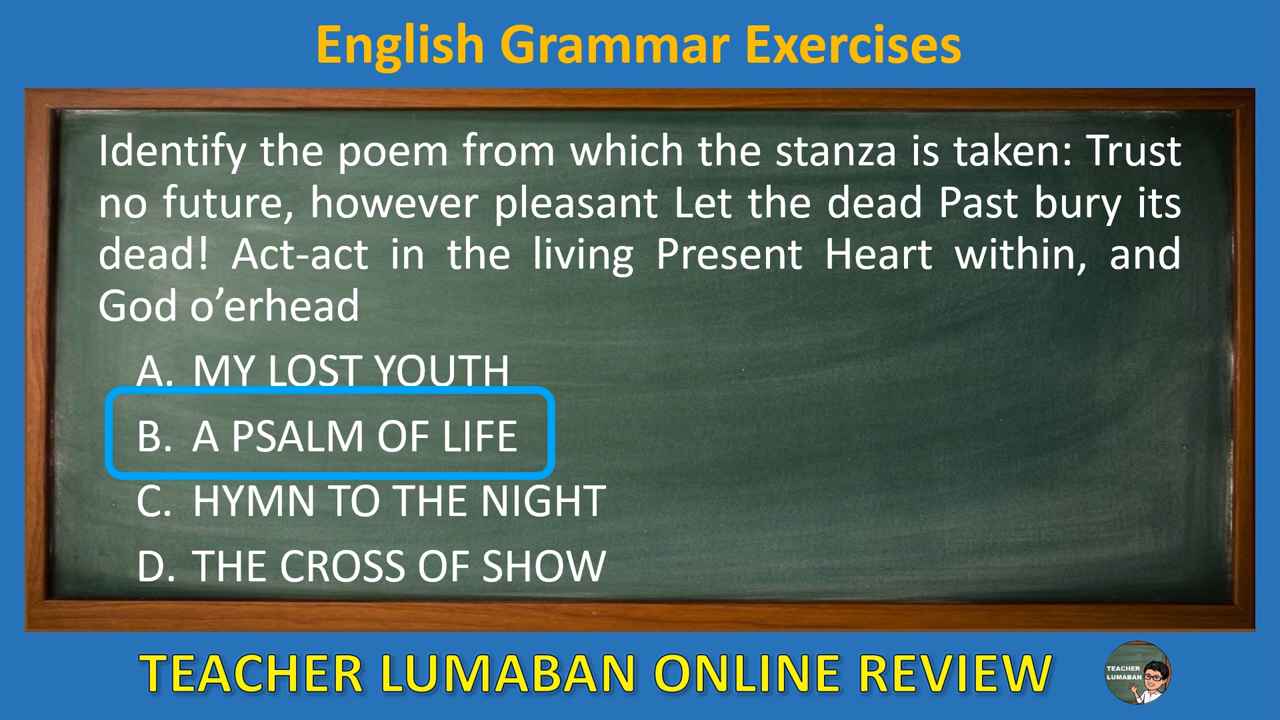 English Grammar Exercises
Identify the poem from which the stanza is taken: Trust
no future, however pleasant Let the dead Past bury its
dead! Act-act in the living Present Heart within, and
God o’erhead
A. MY LOST YOUTH
B. A PSALM OF LIFE
C. HYMN TO THE NIGHT
D. THE CROSS OF SHOW
TEACHER LUMABAN ONLINE REVIEW
TEACHER
LUMABAN